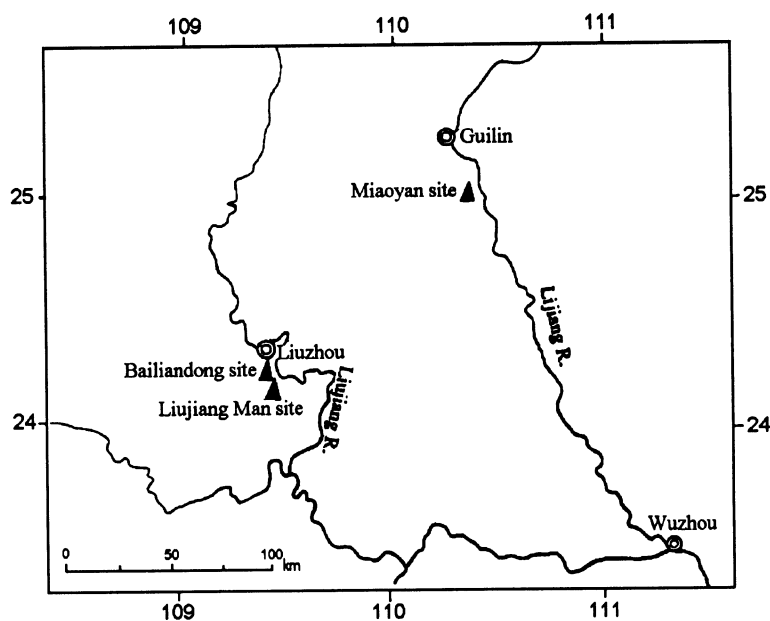 109
110
111
Guilin
25
Miaoyan site
25
Lijiang R.
Liuzhou
Bailiandong site
Liujiang Man site
Liujiang R.
24
24
Wuzhou
0
50
100
km
109
110
111